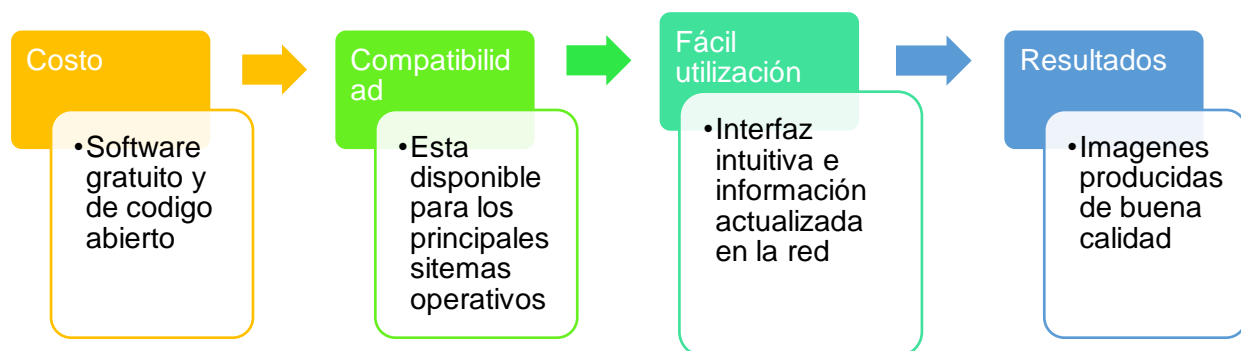 Costo
•Software
gratuito y
de codigo
abierto
Compatibilid
ad
•Esta
disponible
para los
principales
sitemas
operativos
Fácil
utilización
•Interfaz
intuitiva e
información
actualizada
en la red
Resultados
•Imagenes
producidas
de buena
calidad